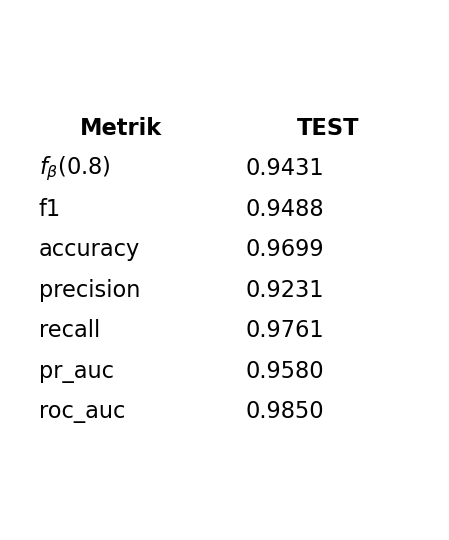 Metrik TEST
fβ(0.8) 0.9431
f1 0.9488
accuracy 0.9699
precision 0.9231
recall 0.9761
pr_auc 0.9580
roc_auc 0.9850